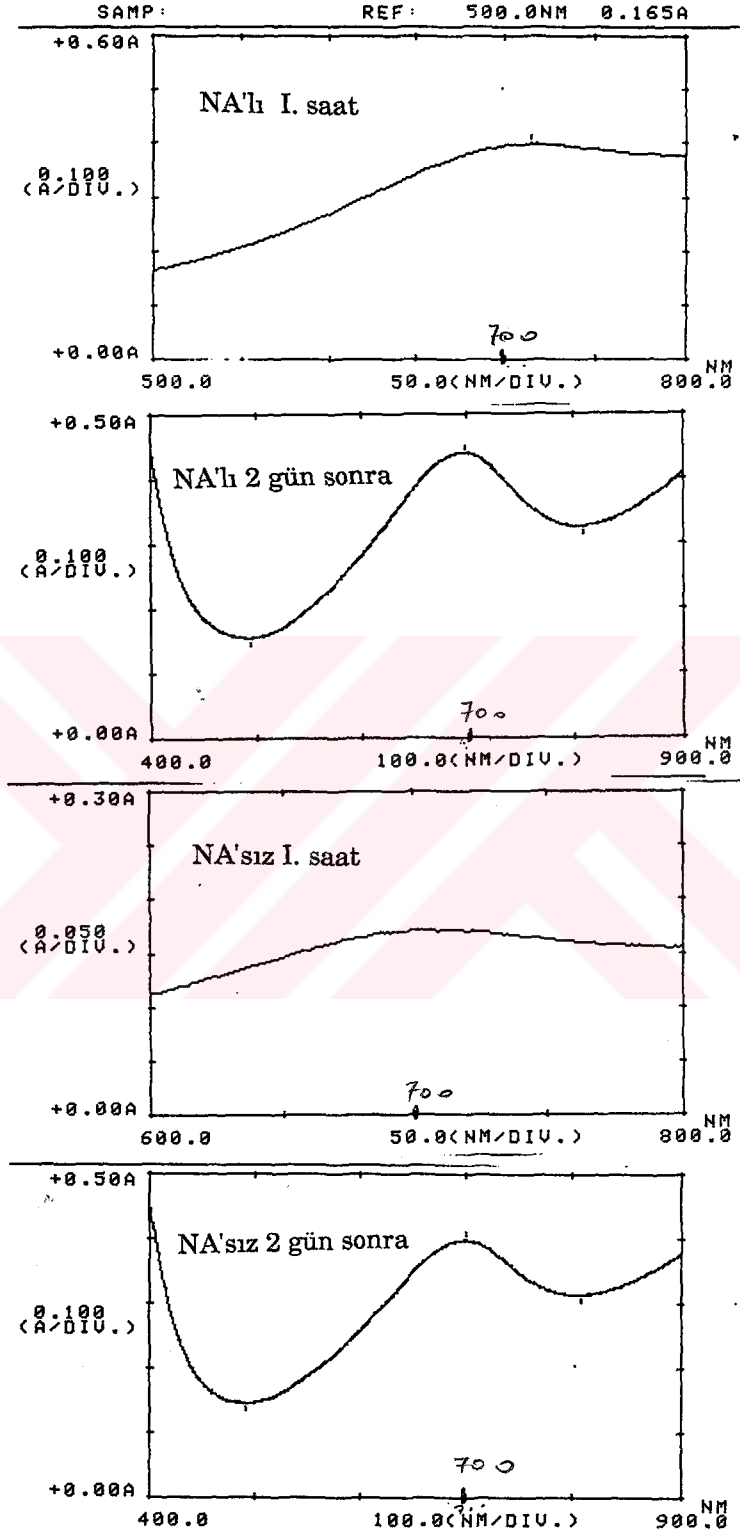 SAMP: REF: 500.0NM 0.165A
+0.60A
NA'lı I. saat
0.100
(A/DIV.)
700
+0.00A
500.0 50.0(NM/DIV.) 800.0 NM
+0.50A
NA'lı 2 gün sonra
0.100
(A/DIV.)
700
+0.00A
400.0 100.0(NM/DIV.) 900.0 NM
+0.30A
NA'sız I. saat
0.050
(A/DIV.)
700
+0.00A
600.0 50.0(NM/DIV.) 800.0 NM
+0.50A
NA'sız 2 gün sonra
0.100
(A/DIV.)
700
+0.00A
400.0 100.0(NM/DIV.) 900.0 NM